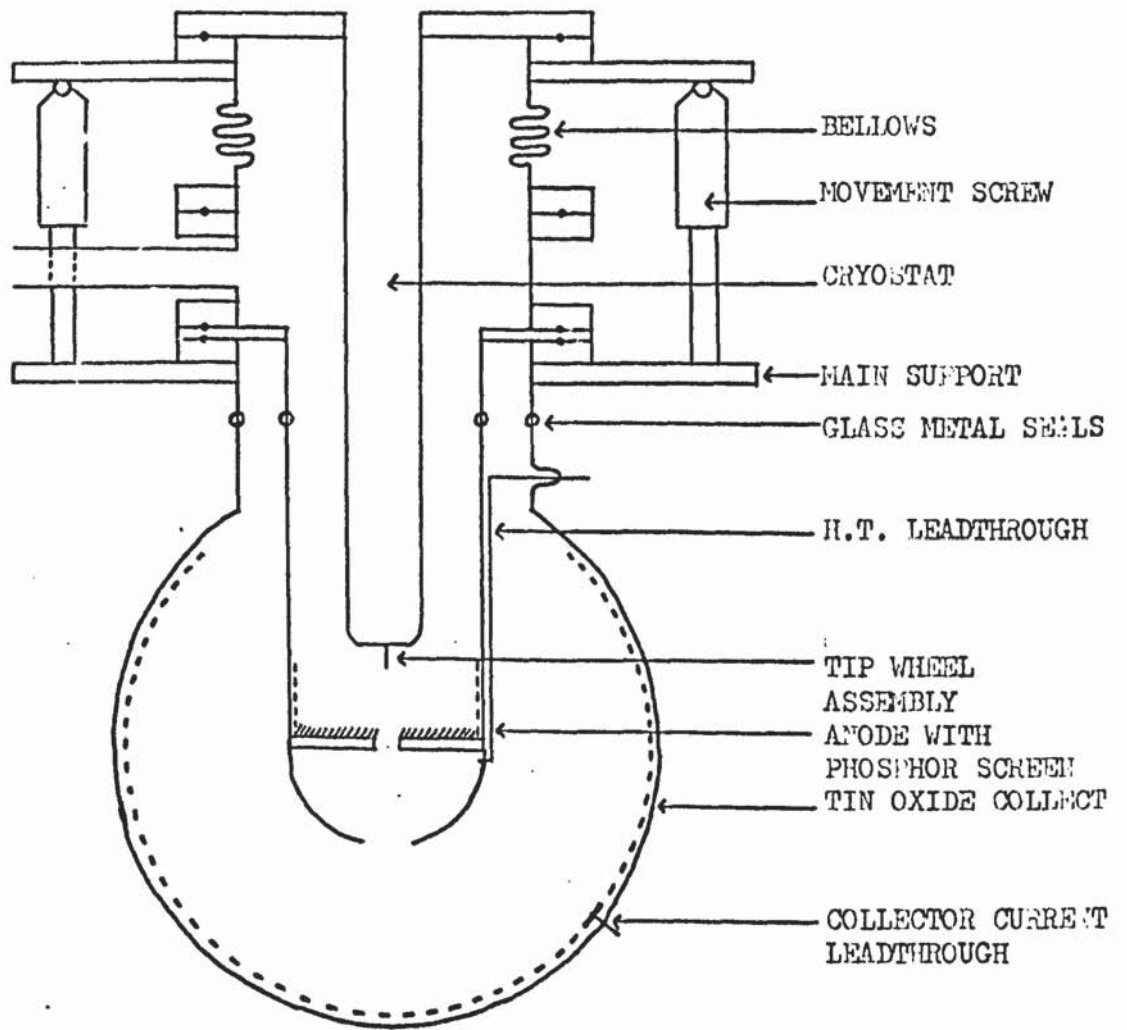 BELLOWS
MOVEMENT SCREW
CRYOSTAT
MAIN SUPPORT
GLASS METAL SEALS
H.T. LEADTHROUGH
TIP WHEEL
ASSEMBLY
ANODE WITH
PHOSPHOR SCREEN
TIN OXIDE COLLECT
COLLECTOR CURRENT
LEADTHROUGH